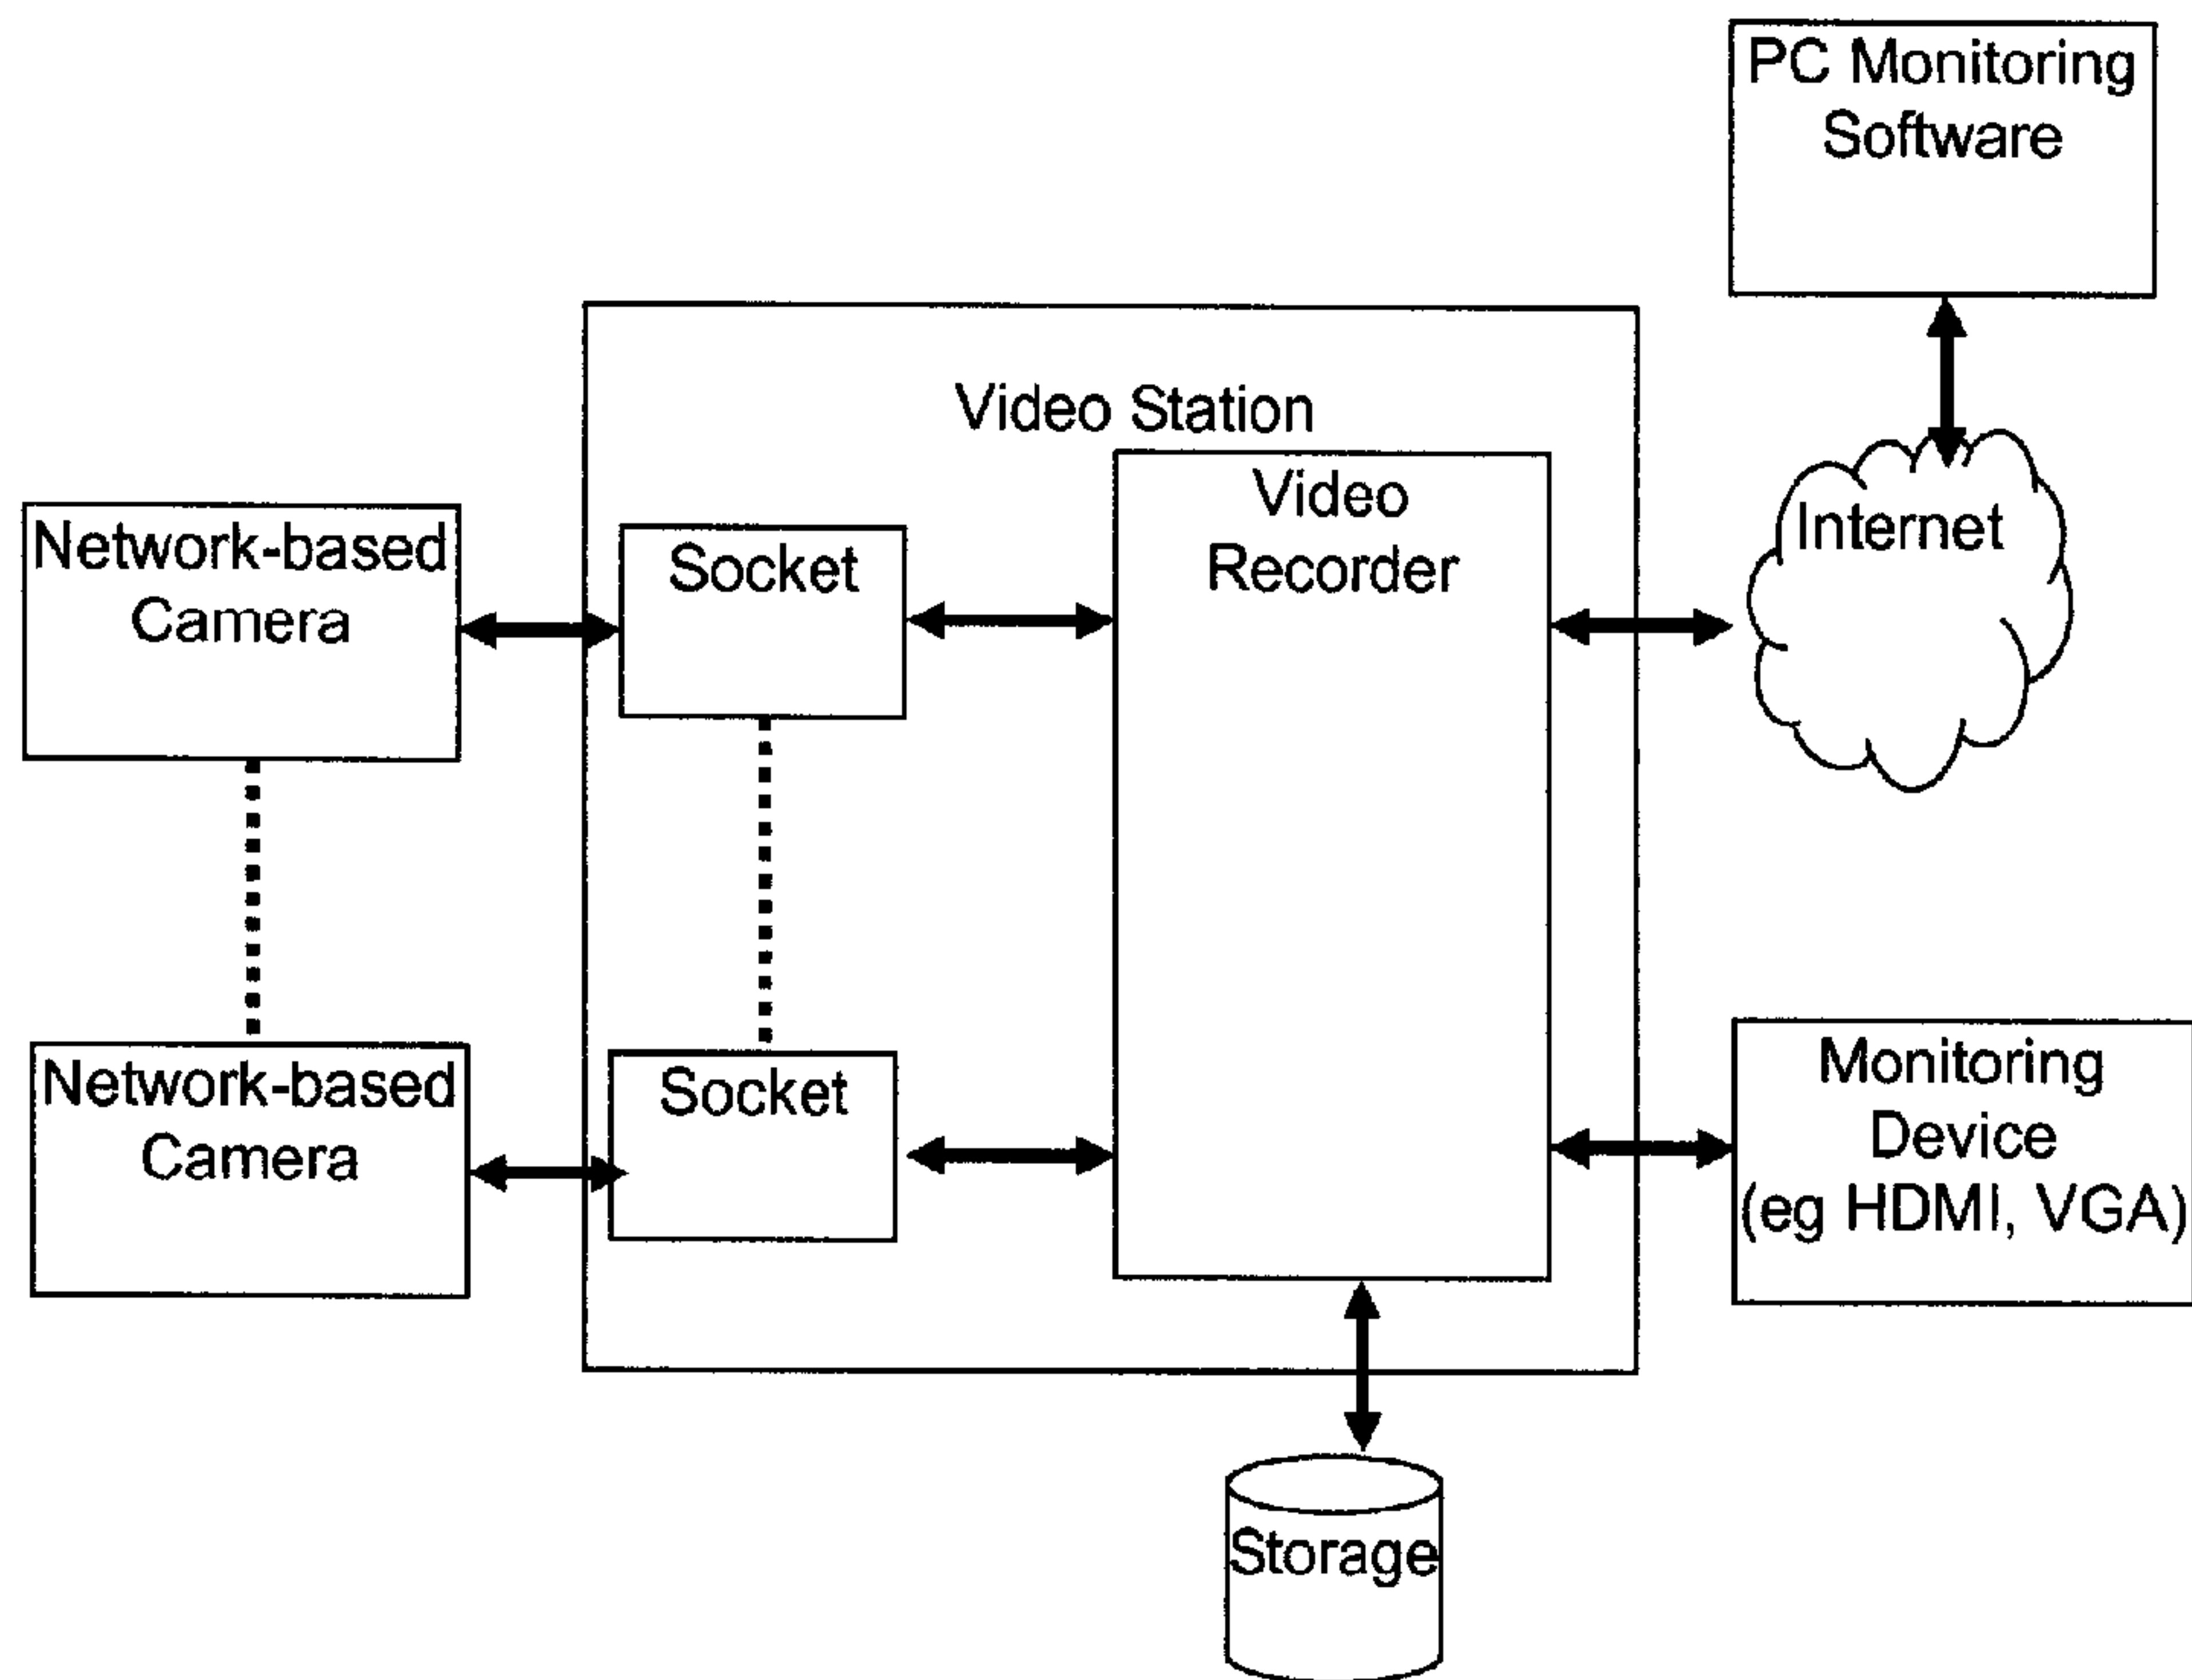 PC Monitoring
Software
Video Station
Video
Recorder
Network-based
Camera
Socket
Internet
Network-based
Camera
Socket
Monitoring
Device
(eg HDMI, VGA)
Storage